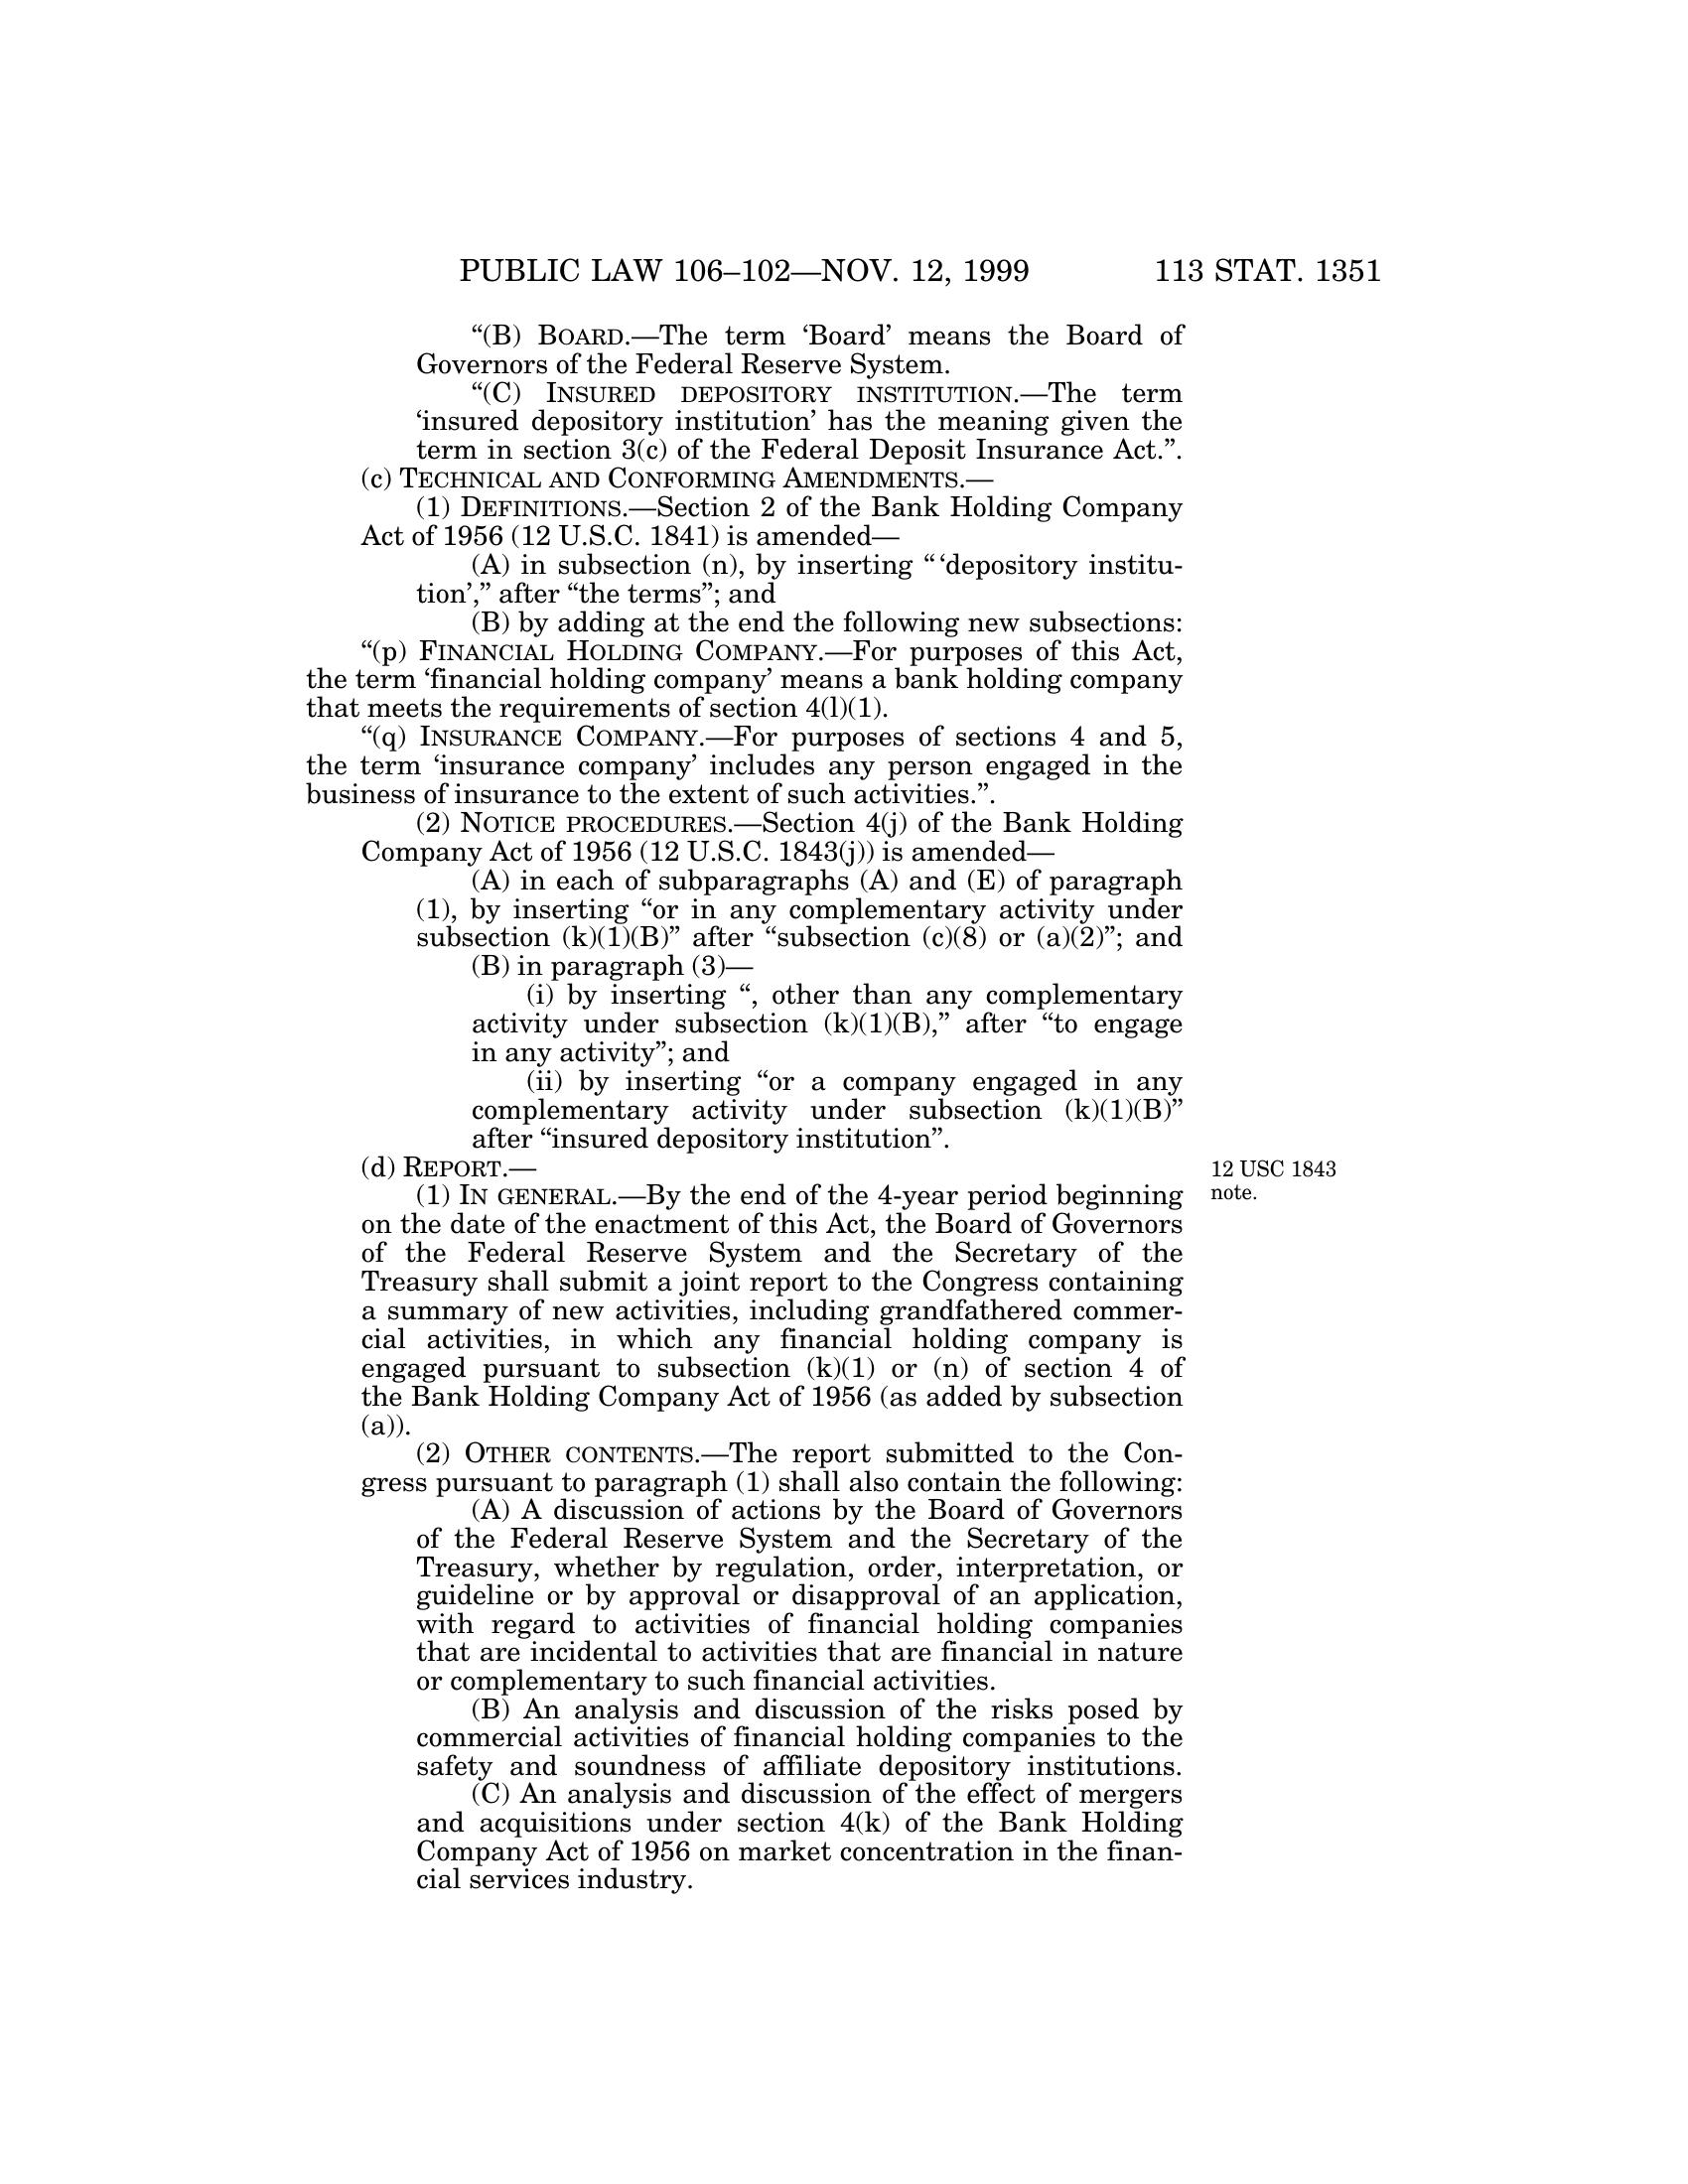 PUBLIC LAW 106–102—NOV. 12, 1999 113 STAT. 1351
“(B) BOARD.—The term ‘Board’ means the Board of
Governors of the Federal Reserve System.
“(C) INSURED DEPOSITORY INSTITUTION.—The term
‘insured depository institution’ has the meaning given the
term in section 3(c) of the Federal Deposit Insurance Act.”.
(c) TECHNICAL AND CONFORMING AMENDMENTS.—
(1) DEFINITIONS.—Section 2 of the Bank Holding Company
Act of 1956 (12 U.S.C. 1841) is amended—
(A) in subsection (n), by inserting “ ‘depository institu-
tion’,” after “the terms”; and
(B) by adding at the end the following new subsections:
“(p) FINANCIAL HOLDING COMPANY.—For purposes of this Act,
the term ‘financial holding company’ means a bank holding company
that meets the requirements of section 4(l)(1).
“(q) INSURANCE COMPANY.—For purposes of sections 4 and 5,
the term ‘insurance company’ includes any person engaged in the
business of insurance to the extent of such activities.”.
(2) NOTICE PROCEDURES.—Section 4(j) of the Bank Holding
Company Act of 1956 (12 U.S.C. 1843(j)) is amended—
(A) in each of subparagraphs (A) and (E) of paragraph
(1), by inserting “or in any complementary activity under
subsection (k)(1)(B)” after “subsection (c)(8) or (a)(2)”; and
(B) in paragraph (3)—
(i) by inserting “, other than any complementary
activity under subsection (k)(1)(B),” after “to engage
in any activity”; and
(ii) by inserting “or a company engaged in any
complementary activity under subsection (k)(1)(B)”
after “insured depository institution”.
(d) REPORT.—
(1) IN GENERAL.—By the end of the 4-year period beginning
on the date of the enactment of this Act, the Board of Governors
of the Federal Reserve System and the Secretary of the
Treasury shall submit a joint report to the Congress containing
a summary of new activities, including grandfathered commer-
cial activities, in which any financial holding company is
engaged pursuant to subsection (k)(1) or (n) of section 4 of
the Bank Holding Company Act of 1956 (as added by subsection
(a)).
(2) OTHER CONTENTS.—The report submitted to the Con-
gress pursuant to paragraph (1) shall also contain the following:
(A) A discussion of actions by the Board of Governors
of the Federal Reserve System and the Secretary of the
Treasury, whether by regulation, order, interpretation, or
guideline or by approval or disapproval of an application,
with regard to activities of financial holding companies
that are incidental to activities that are financial in nature
or complementary to such financial activities.
(B) An analysis and discussion of the risks posed by
commercial activities of financial holding companies to the
safety and soundness of affiliate depository institutions.
(C) An analysis and discussion of the effect of mergers
and acquisitions under section 4(k) of the Bank Holding
Company Act of 1956 on market concentration in the finan-
cial services industry.
12 USC 1843
note.